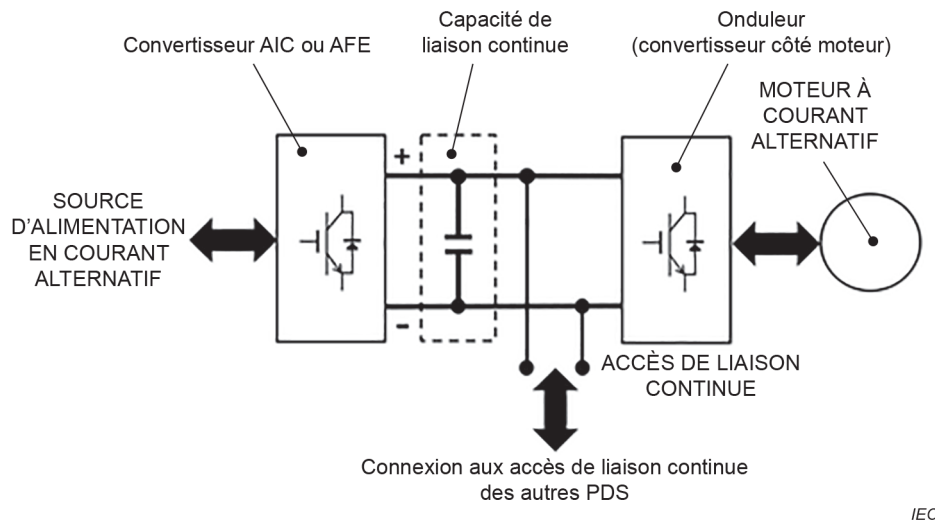 Convertisseur AIC ou AFE
Capacité de
liaison continue
Onduleur
(convertisseur côté moteur)
MOTEUR À
COURANT
ALTERNATIF
+
SOURCE
D'ALIMENTATION
EN COURANT
ALTERNATIF
-
ACCÈS DE LIAISON
CONTINUE
Connexion aux accès de liaison continue
des autres PDS
IEC